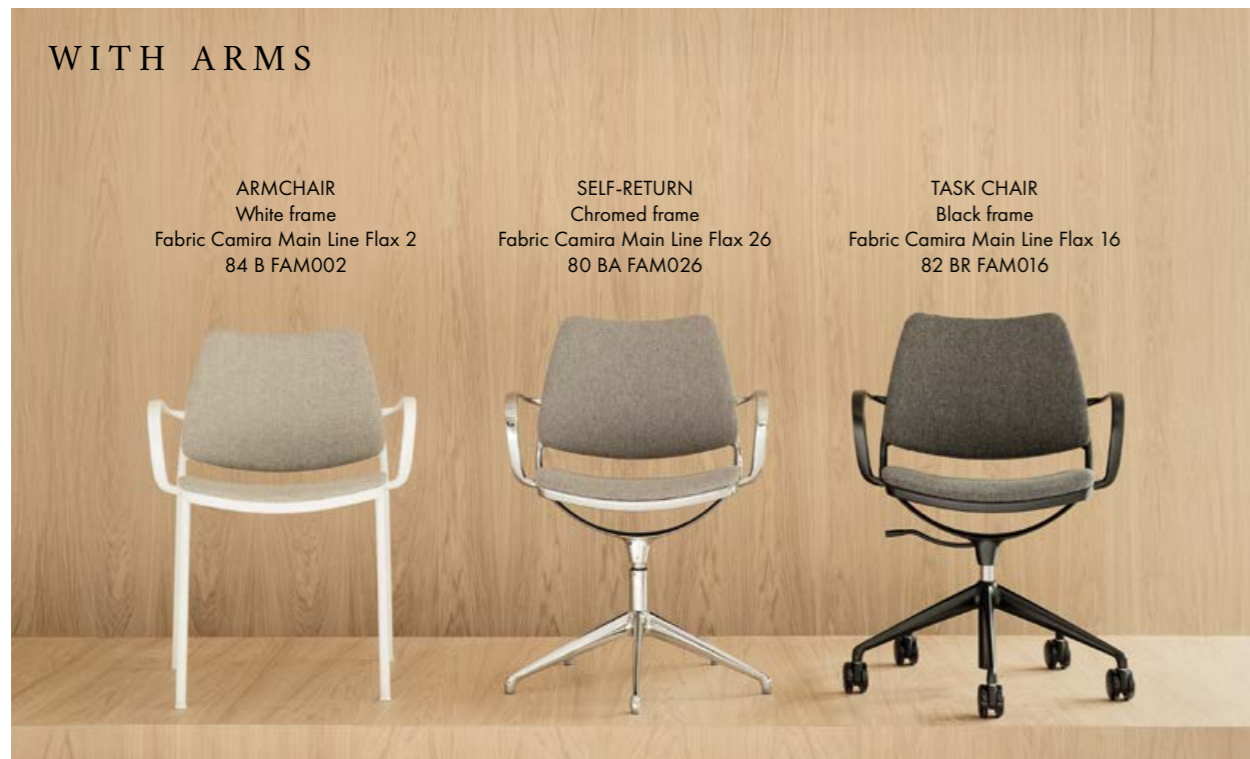 WITH ARMS
ARMCHAIR
White frame
Fabric Camira Main Line Flax 2
84 B FAM002
SELF-RETURN
Chromed frame
Fabric Camira Main Line Flax 26
80 BA FAM026
TASK CHAIR
Black frame
Fabric Camira Main Line Flax 16
82 BR FAM016